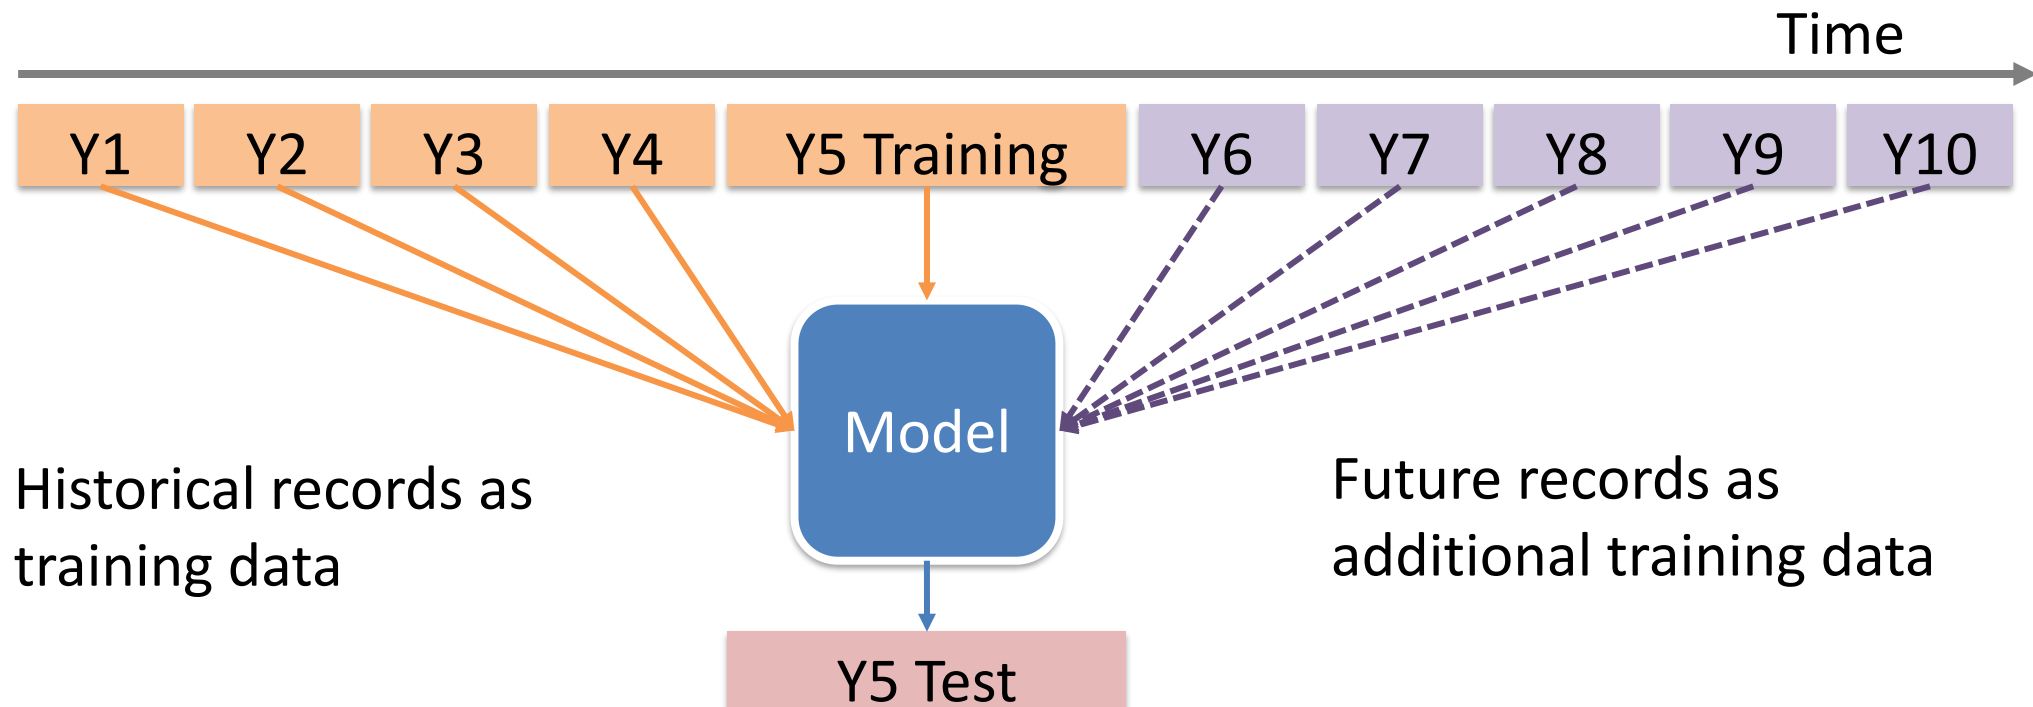 Time
Y1 Y2 Y3 Y4 Y5 Training Y6 Y7 Y8 Y9 Y10
Model
Historical records as
training data
Future records as
additional training data
Y5 Test